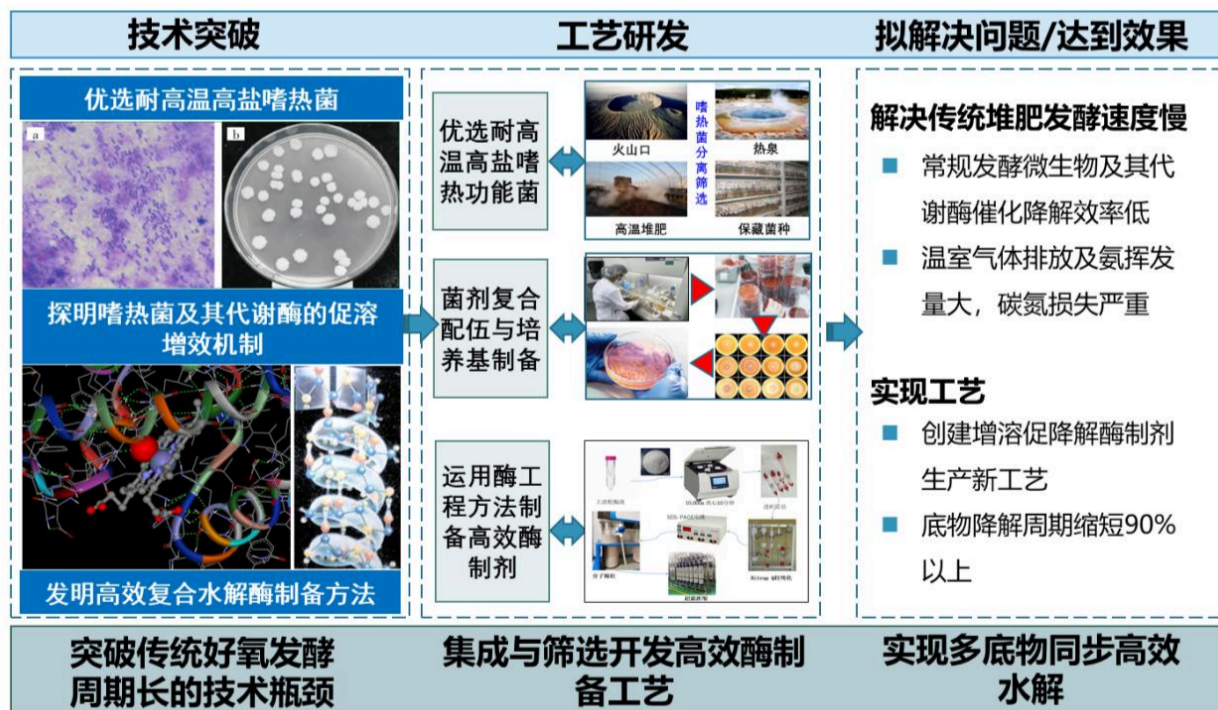 技术突破
工艺研发
拟解决问题/达到效果
优选耐高温高盐嗜热菌
a
b
探明嗜热菌及其代谢酶的促溶
增效机制
发明高效复合水解酶制备方法
突破传统好氧发酵
周期长的技术瓶颈
优选耐高
温高盐嗜
热功能菌
火山口
热泉
嗜热菌分离筛选
高温堆肥
保藏菌种
菌剂复合
配伍与培
养基制备
运用酶工
程方法制
备高效酶
制剂
SDS-PAGE电泳
集成与筛选开发高效酶制
备工艺
解决传统堆肥发酵速度慢
常规发酵微生物及其代
谢酶催化降解效率低
温室气体排放及氨挥发
量大，碳氮损失严重
实现工艺
创建增溶促降解酶制剂
生产新工艺
底物降解周期缩短90%
以上
实现多底物同步高效
水解